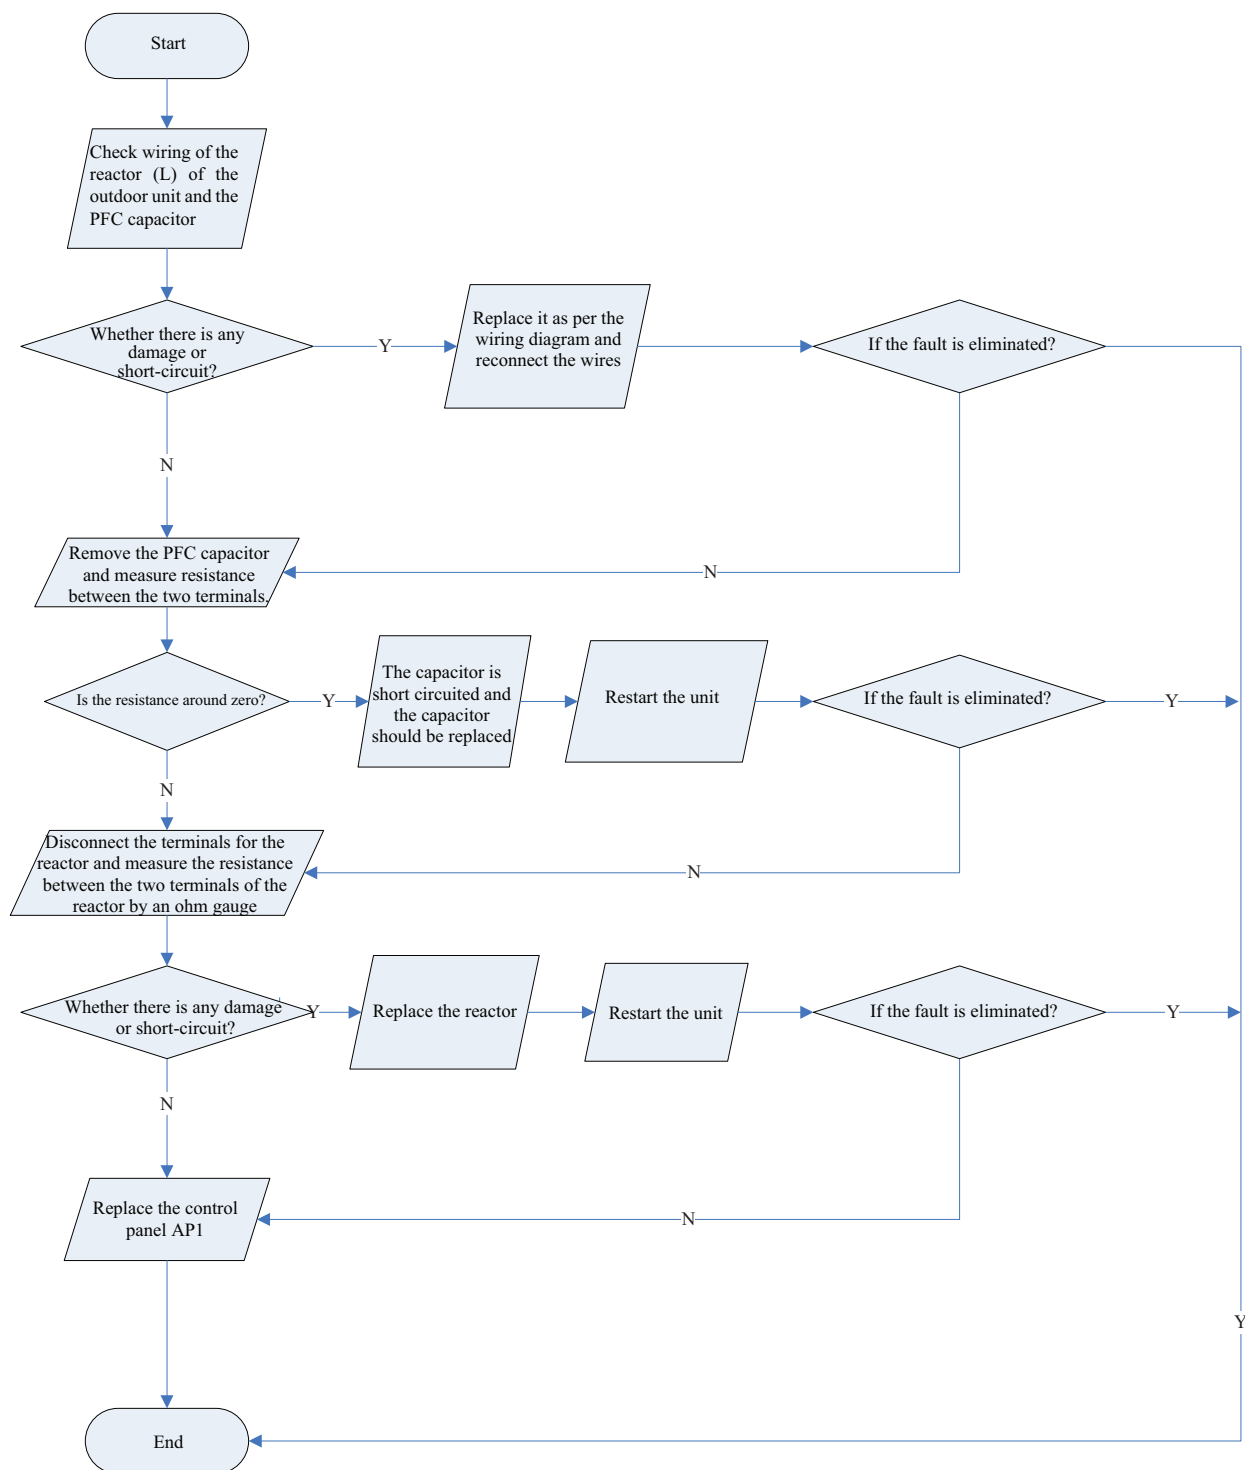 Start
Check wiring of the
reactor (L) of the
outdoor unit and the
PFC capacitor
Whether there is any
damage or
short-circuit?
Y
Replace it as per the
wiring diagram and
reconnect the wires
If the fault is eliminated?
N
Remove the PFC capacitor
and measure resistance
between the two terminals.
N
Is the resistance around zero?
Y
The capacitor is
short circuited and
the capacitor
should be replaced
Restart the unit
If the fault is eliminated?
Y
N
Disconnect the terminals for the
reactor and measure the resistance
between the two terminals of the
reactor by an ohm gauge
N
Whether there is any damage
or short-circuit?
Y
Replace the reactor
Restart the unit
If the fault is eliminated?
Y
N
Replace the control
panel AP1
N
Y
End